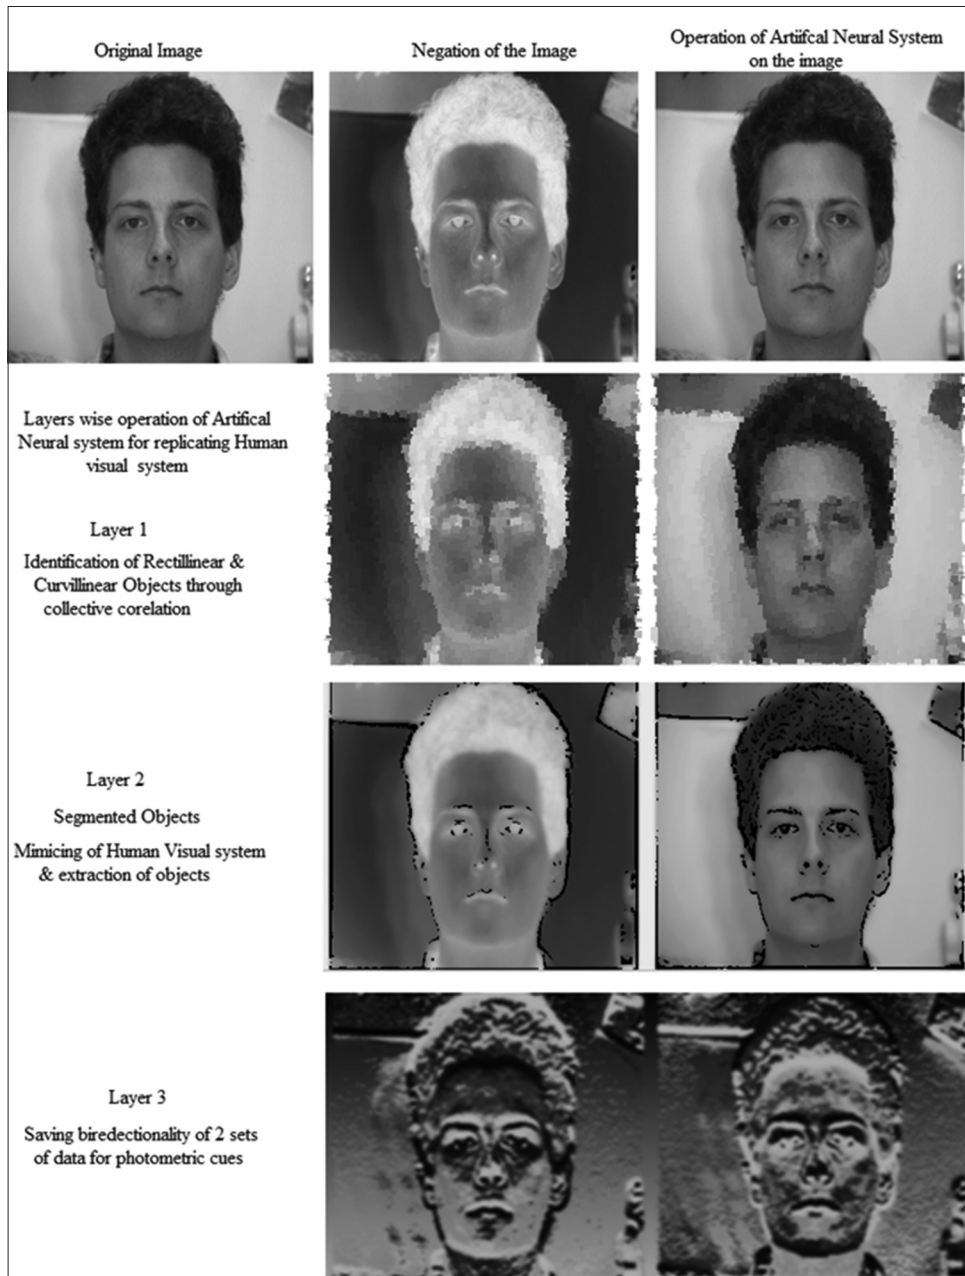 Original Image
Negation of the Image
Operation of Artiifcal Neural System
on the image
Layers wise operation of Artifical
Neural system for replicating Human
visual system
Layer 1
Identification of Rectillinear &
Curvillinear Objects through
collective corelation
Layer 2
Segmented Objects
Mimicing of Human Visual system
& extraction of objects
Layer 3
Saving biredectionality of 2 sets
of data for photometric cues